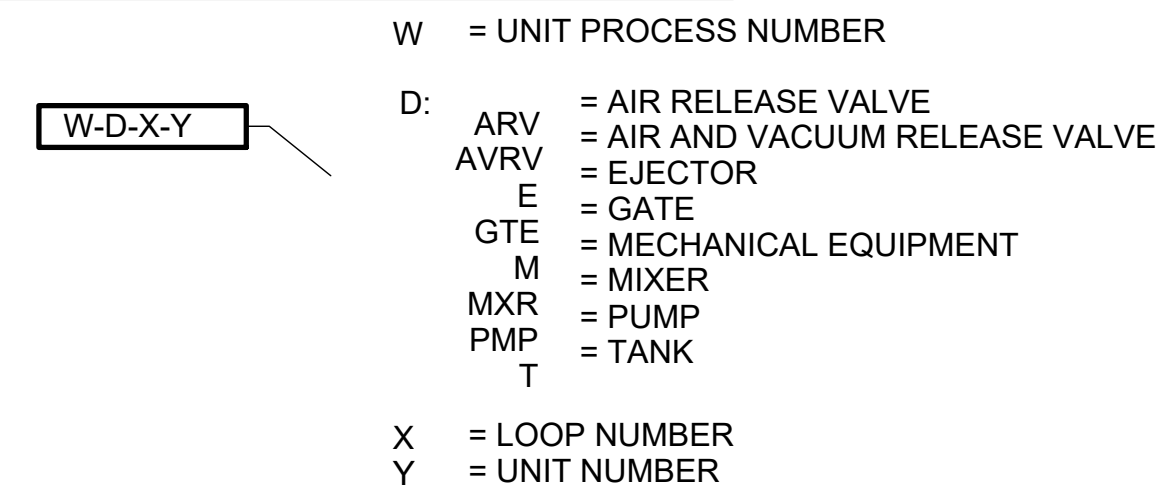 W = UNIT PROCESS NUMBER
W-D-X-Y
D:
ARV = AIR RELEASE VALVE
AVRV = AIR AND VACUUM RELEASE VALVE
E = EJECTOR
GTE = GATE
M = MECHANICAL EQUIPMENT
MXR = MIXER
PMP = PUMP
T = TANK
X = LOOP NUMBER
Y = UNIT NUMBER